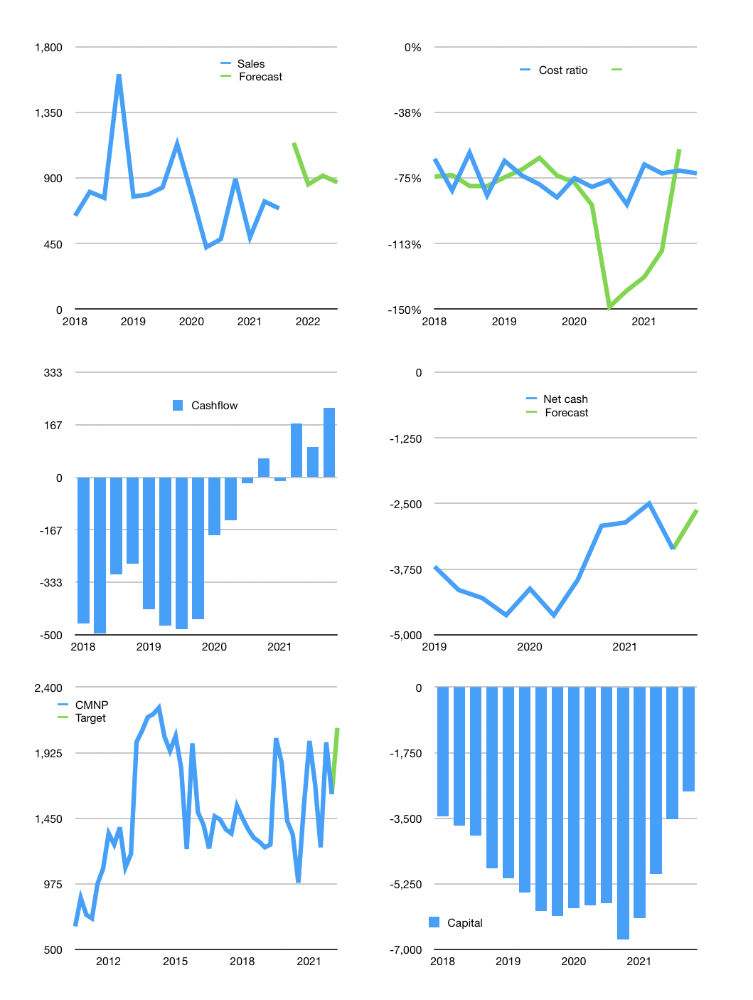 1,800
Sales
Forecast
1,350
900
450
0
2018 2019 2020 2021 2022
0%
Cost ratio
-38%
-75%
-113%
-150%
2018 2019 2020 2021
333
Cashflow
167
0
-167
-333
-500
2018 2019 2020 2021
0
Net cash
Forecast
-1,250
-2,500
-3,750
-5,000
2019 2020 2021
2,400
CMNP
Target
1,925
1,450
975
500
2012 2015 2018 2021
0
-1,750
-3,500
-5,250
Capital
-7,000
2018 2019 2020 2021